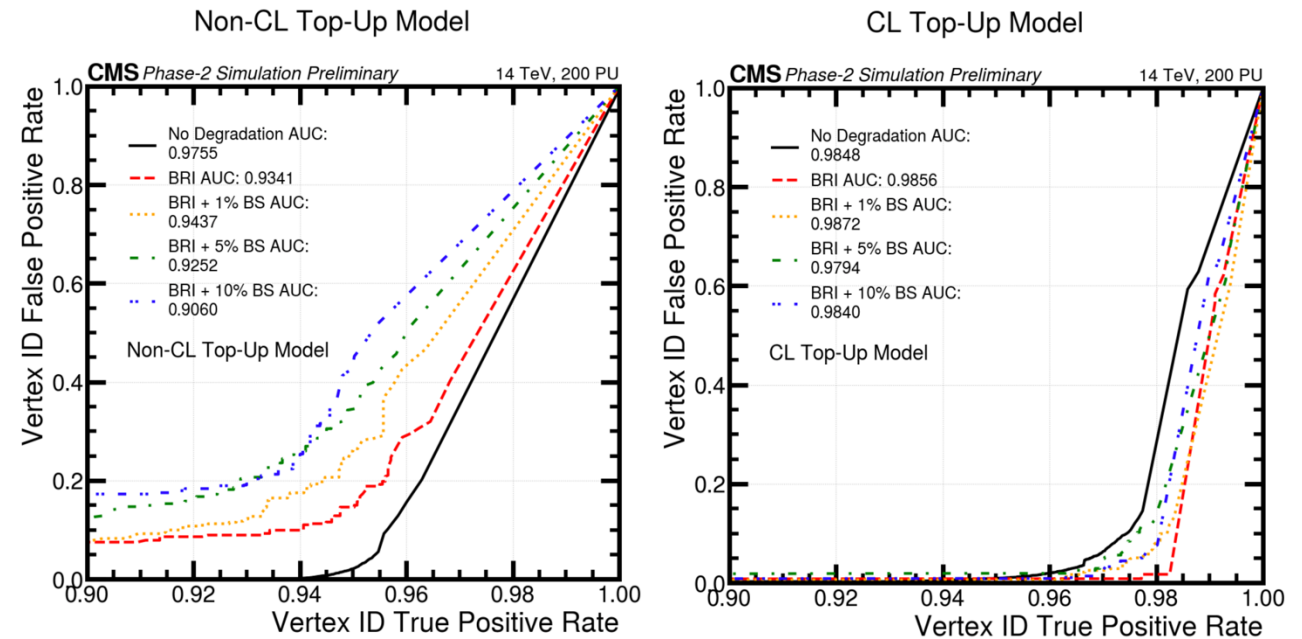 Non-CL Top-Up Model
CMS Phase-2 Simulation Preliminary 14 TeV, 200 PU
Vertex ID False Positive Rate
1.0
0.8
0.6
0.4
0.2
0.0
No Degradation AUC:
0.9755
BRI AUC: 0.9341
BRI + 1% BS AUC:
0.9437
BRI + 5% BS AUC:
0.9252
BRI + 10% BS AUC:
0.9060
Non-CL Top-Up Model
0.90 0.92 0.94 0.96 0.98 1.00
Vertex ID True Positive Rate
CL Top-Up Model
CMS Phase-2 Simulation Preliminary 14 TeV, 200 PU
Vertex ID False Positive Rate
1.0
0.8
0.6
0.4
0.2
0.0
No Degradation AUC:
0.9848
BRI AUC: 0.9856
BRI + 1% BS AUC:
0.9872
BRI + 5% BS AUC:
0.9794
BRI + 10% BS AUC:
0.9840
CL Top-Up Model
0.90 0.92 0.94 0.96 0.98 1.00
Vertex ID True Positive Rate